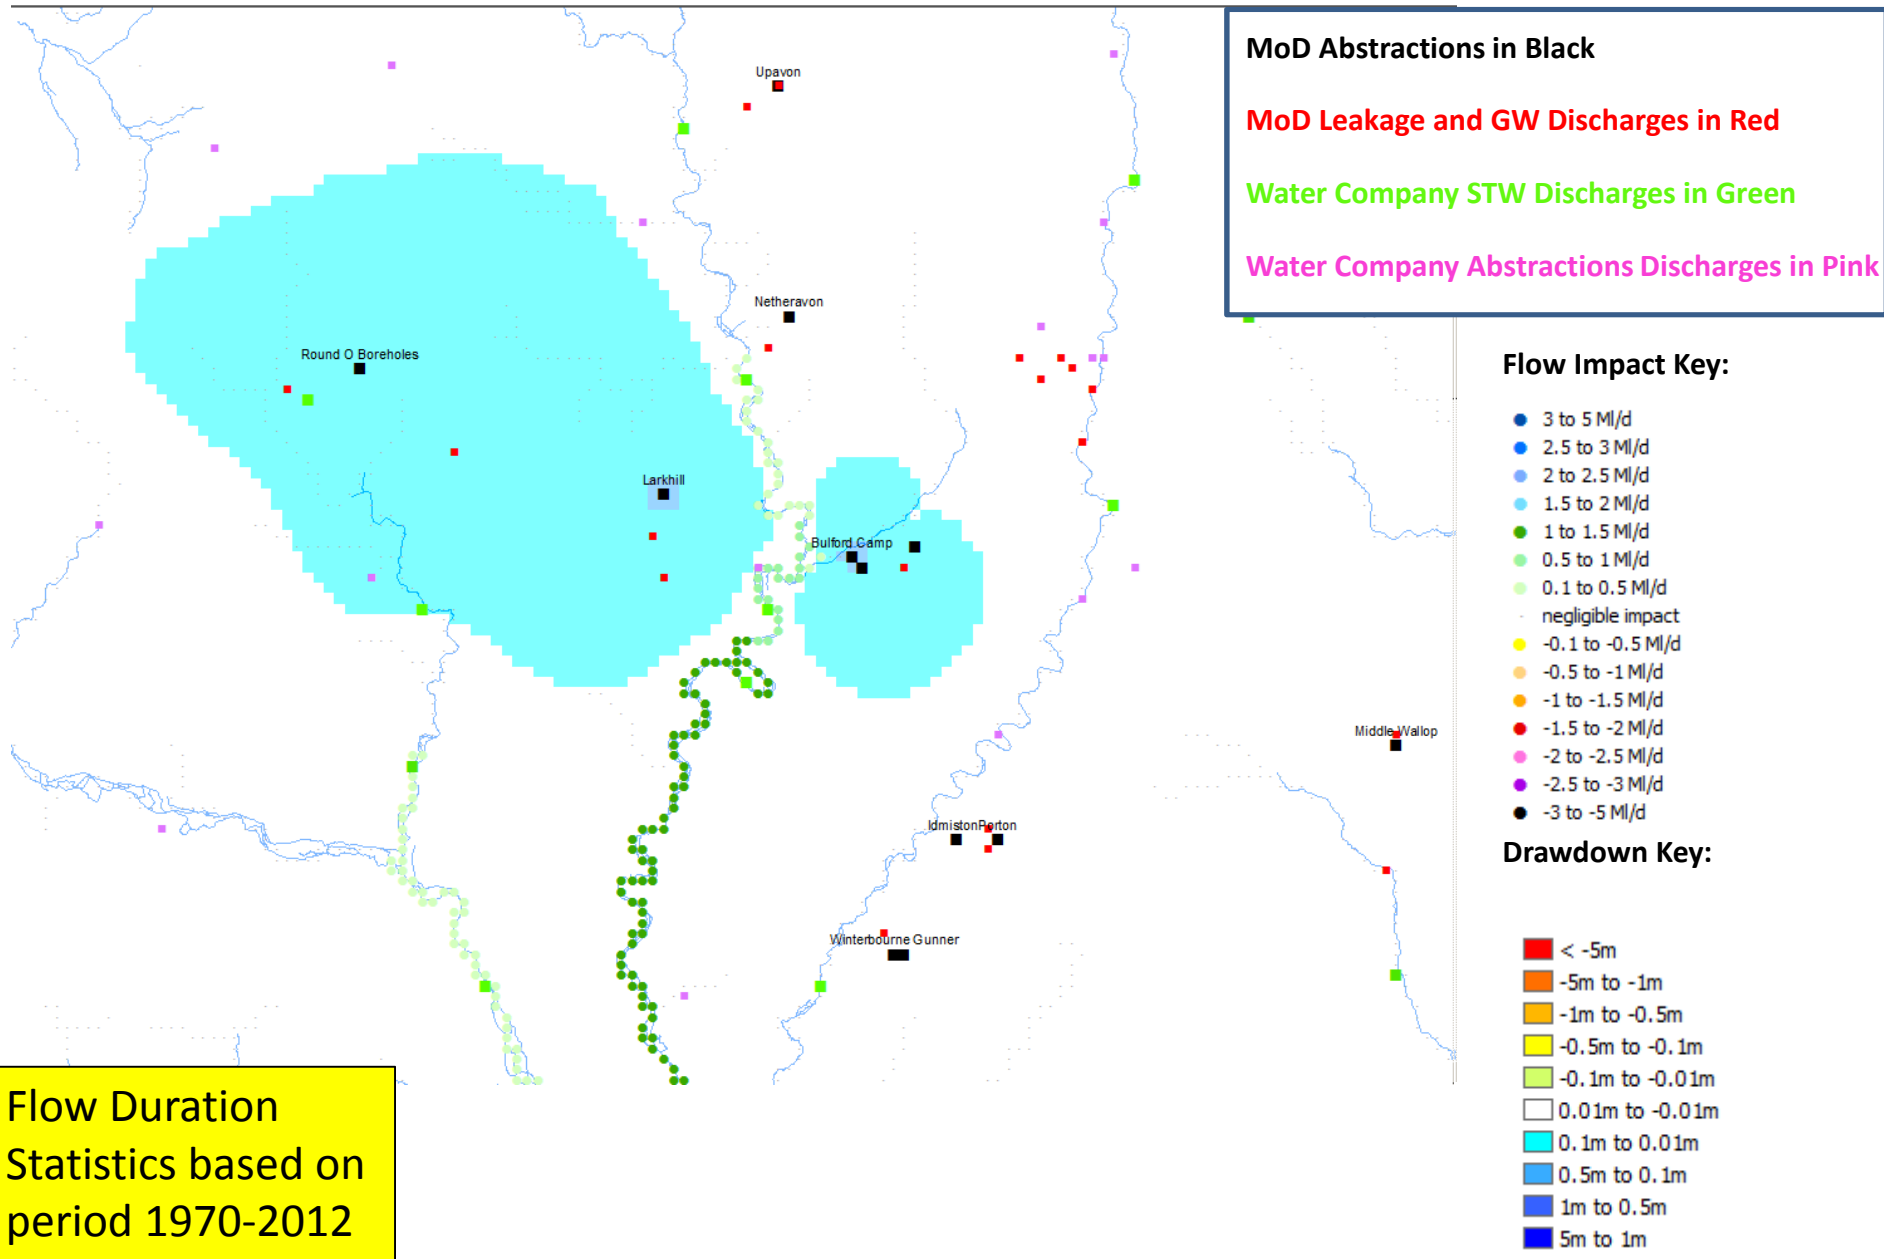 MoD Abstractions in Black
MoD Leakage and GW Discharges in Red
Water Company STW Discharges in Green
Water Company Abstractions Discharges in Pink
Upavon
Netheravon
Round O Boreholes
Larkhill
Bulford Camp
Middle Wallop
Idmiston
Porton
Winterbourne Gunner
Flow Impact Key:
3 to 5 Ml/d
2.5 to 3 Ml/d
2 to 2.5 Ml/d
1.5 to 2 Ml/d
1 to 1.5 Ml/d
0.5 to 1 Ml/d
0.1 to 0.5 Ml/d
negligible impact
-0.1 to -0.5 Ml/d
-0.5 to -1 Ml/d
-1 to -1.5 Ml/d
-1.5 to -2 Ml/d
-2 to -2.5 Ml/d
-2.5 to -3 Ml/d
-3 to -5 Ml/d
Drawdown Key:
< -5m
-5m to -1m
-1m to -0.5m
-0.5m to -0.1m
-0.1m to -0.01m
0.01m to -0.01m
0.1m to 0.01m
0.5m to 0.1m
1m to 0.5m
5m to 1m
Flow Duration
Statistics based on
period 1970-2012